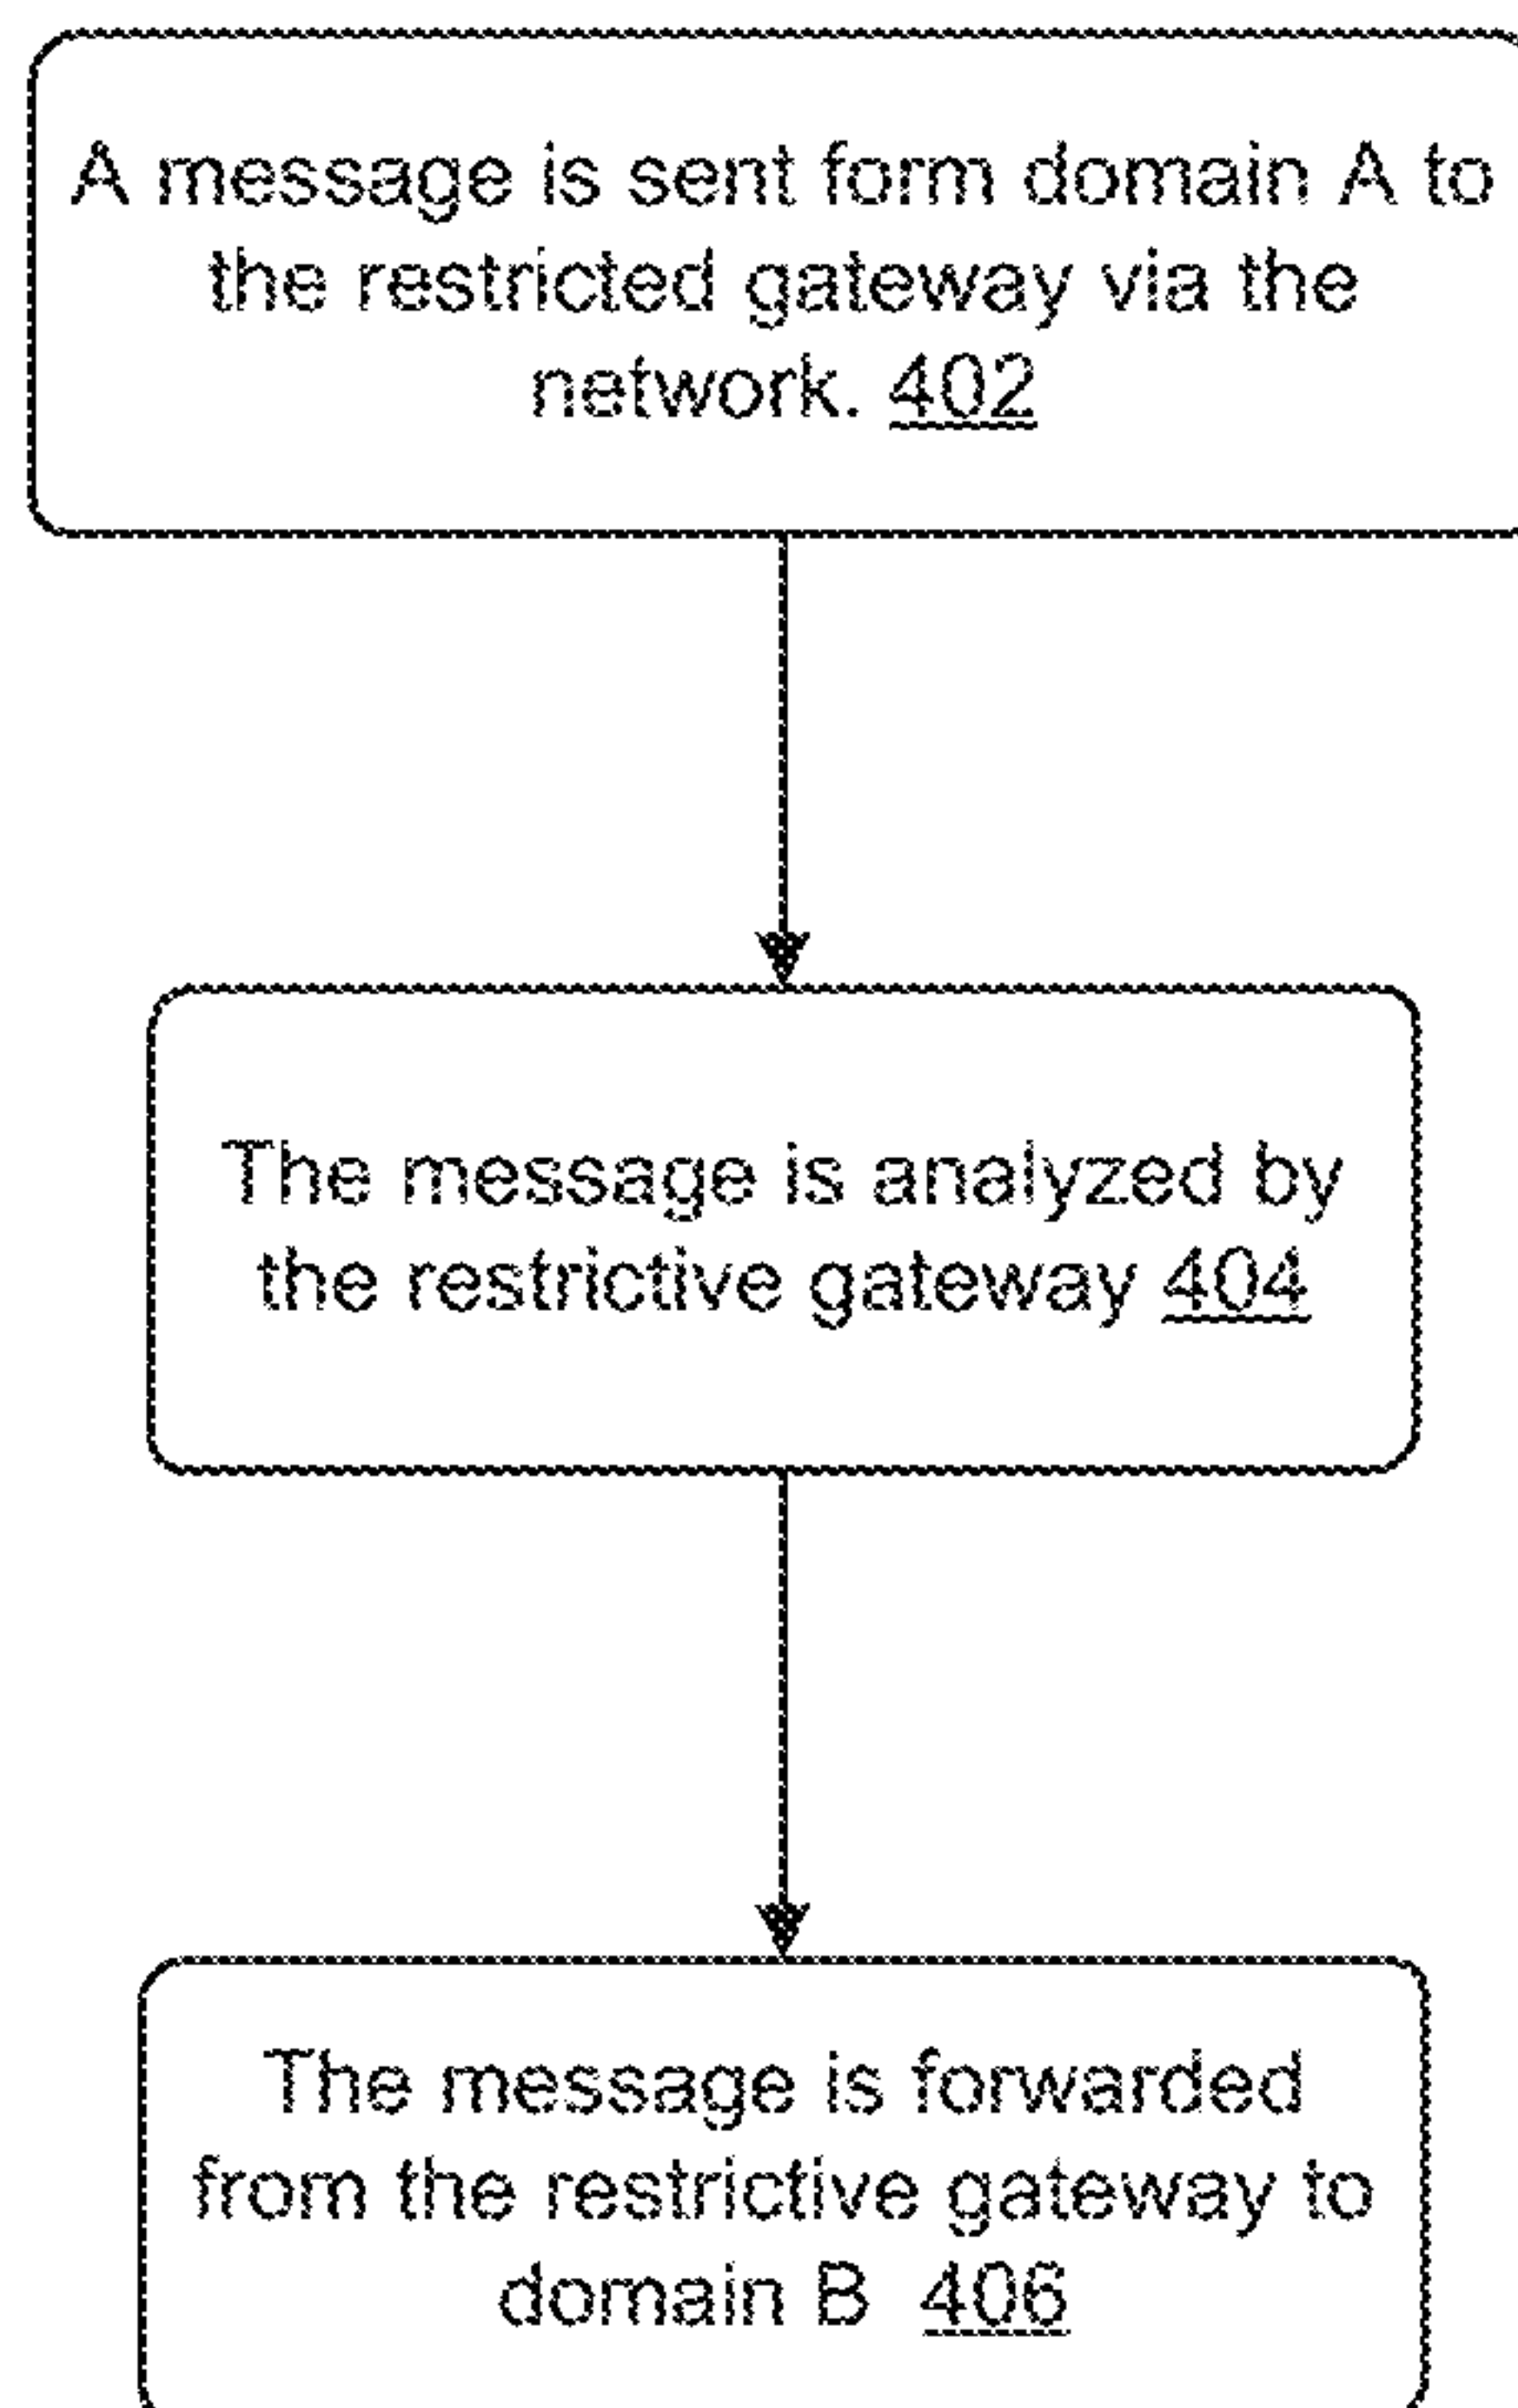 A message is sent form domain A to
the restricted gateway via the
network. 402
The message is analyzed by
the restrictive gateway 404
The message is forwarded
from the restrictive gateway to
domain B 406